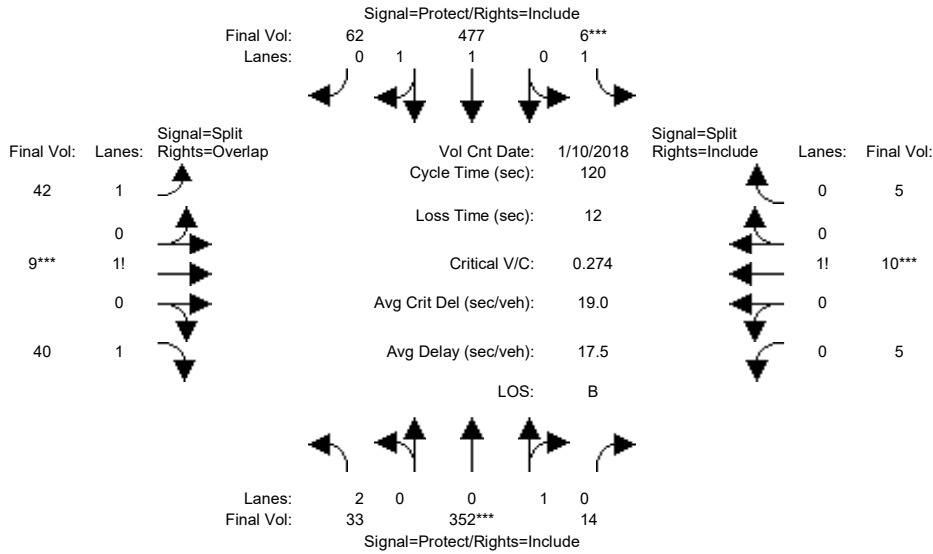 Signal=Protect/Rights=Include
Final Vol: 62 477 6***
Lanes: 0 1 1 0 1
Signal=Split
Final Vol: Lanes: Rights=Overlap
Vol Cnt Date: 1/10/2018
Signal=Split
Rights=Include Lanes: Final Vol:
Cycle Time (sec): 120
42 1
0 5
Loss Time (sec): 12
0
0
9*** 1!
Critical V/C: 0.274
1! 10***
0
Avg Crit Del (sec/veh): 19.0
0
40 1
Avg Delay (sec/veh): 17.5
0 5
LOS: B
Lanes: 2 0 0 1 0
Final Vol: 33 352*** 14
Signal=Protect/Rights=Include